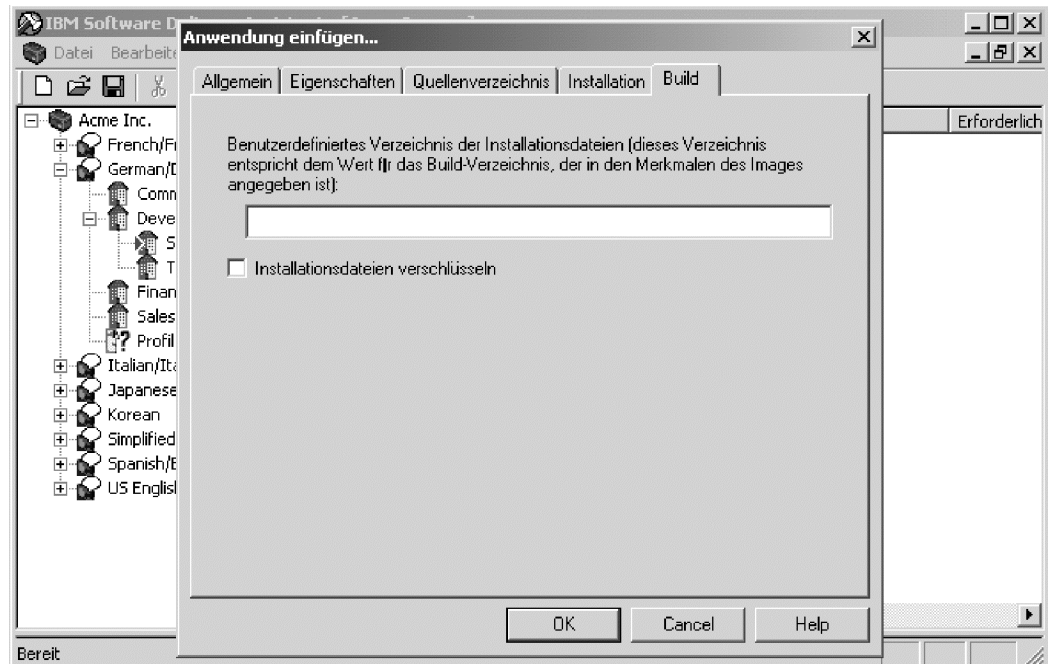 IBM Software D
Anwendung einfügen...
Datei Bearbeite
Allgemein Eigenschaften Quellenverzeichnis Installation Build
Acme Inc.
French/Fr
German/D
Comm
Deve
S
T
Finan
Sales
Profil
Italian/Ita
Japanese
Korean
Simplified
Spanish/E
US English
Erforderlich
Benutzerdefiniertes Verzeichnis der Installationsdateien (dieses Verzeichnis
entspricht dem Wert f|r das Build-Verzeichnis, der in den Merkmalen des Images
angegeben ist):
Installationsdateien verschlüsseln
OK Cancel Help
Bereit